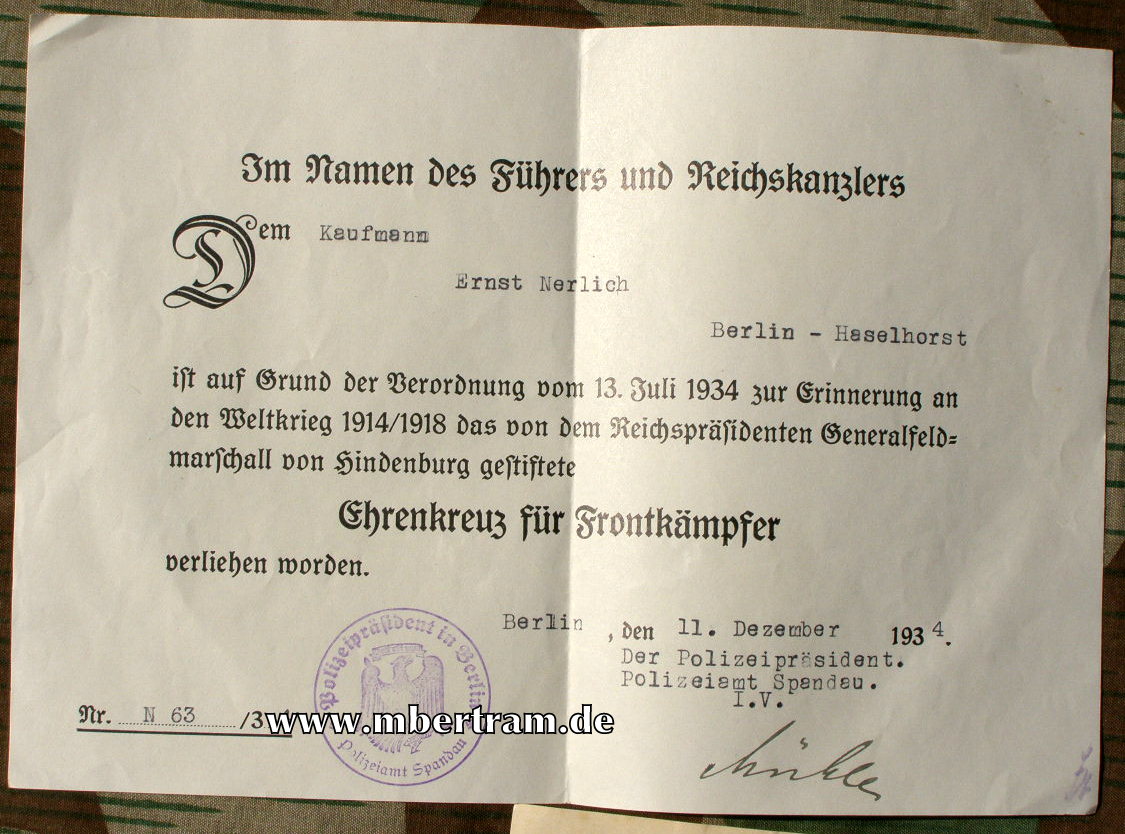 Im Namen des Führers und Reichskanzlers
Dem Kaufmann
Ernst Nerlich
Berlin - Haselhorst
ist auf Grund der Verordnung vom 13. Juli 1934 zur Erinnerung an
den Weltkrieg 1914/1918 das von dem Reichspräsidenten Generalfeld=
marschall von Hindenburg gestiftete
Ehrenkreuz für Frontkämpfer
verliehen worden.
Berlin, den 11. Dezember 1934.
Der Polizeipräsident.
Polizeiamt Spandau.
I.V.
Polizeipräsident in Berlin
Polizeiamt Spandau
Nr. N 63 /3
www.mbertram.de